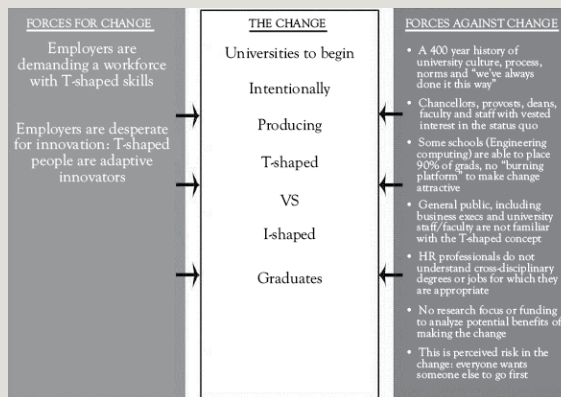 FORCES FOR CHANGE
Employers are
demanding a workforce
with T-shaped skills
Employers are desperate
for innovation: T-shaped
people are adaptive
innovators
THE CHANGE
Universities to begin
Intentionally
Producing
T-shaped
VS
I-shaped
Graduates
FORCES AGAINST CHANGE
• A 400 year history of
university culture, process,
norms and "we've always
done it this way"
• Chancellors, provosts, deans,
faculty and staff with vested
interest in the status quo
• Some schools (Engineering
computing) are able to place
90% of grads, no "burning
platform" to make change
attractive
• General public, including
business execs and university
staff/faculty are not familiar
with the T-shaped concept
• HR professionals do not
understand cross-disciplinary
degrees or jobs for which they
are appropriate
• No research focus or funding
to analyze potential benefits of
making the change
• This is perceived risk in the
change: everyone wants
someone else to go first